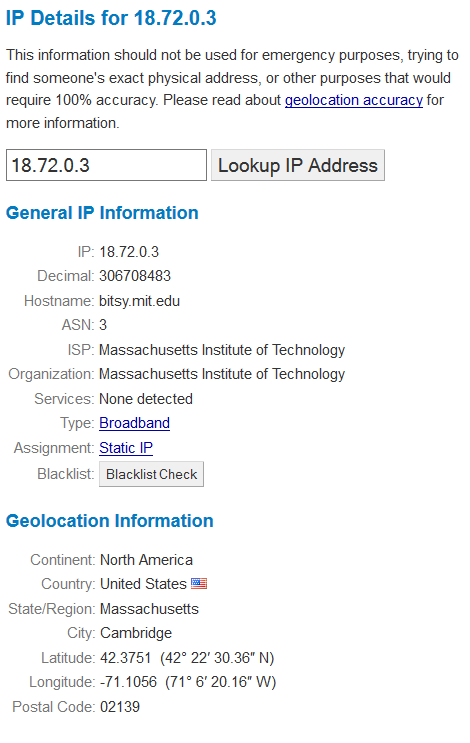 IP Details for 18.72.0.3
This information should not be used for emergency purposes, trying to
find someone's exact physical address, or other purposes that would
require 100% accuracy. Please read about geolocation accuracy for
more information.
18.72.0.3 Lookup IP Address
General IP Information
IP: 18.72.0.3
Decimal: 306708483
Hostname: bitsy.mit.edu
ASN: 3
ISP: Massachusetts Institute of Technology
Organization: Massachusetts Institute of Technology
Services: None detected
Type: Broadband
Assignment: Static IP
Blacklist: Blacklist Check
Geolocation Information
Continent: North America
Country: United States
State/Region: Massachusetts
City: Cambridge
Latitude: 42.3751 (42° 22′ 30.36″ N)
Longitude: -71.1056 (71° 6′ 20.16″ W)
Postal Code: 02139